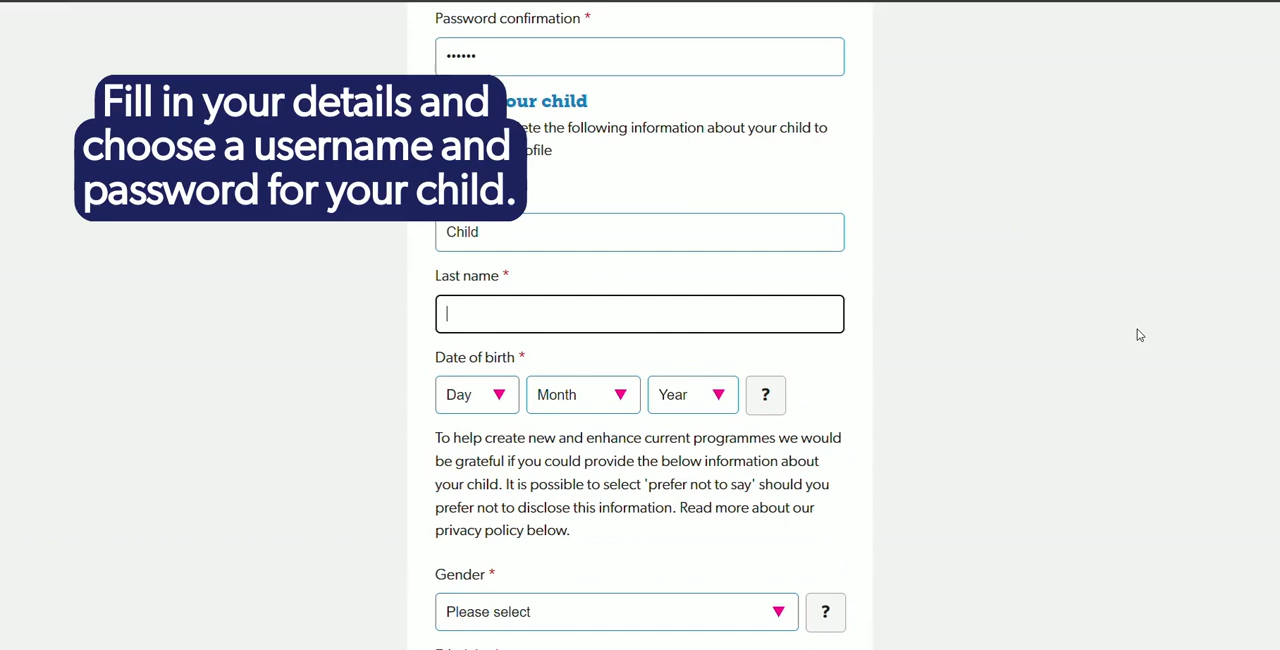 Password confirmation *
••••••
Fill in your details and
choose a username and
password for your child.
our child
ete the following information about your child to
ofile
Child
Last name *
Date of birth *
Day Month Year ?
To help create new and enhance current programmes we would
be grateful if you could provide the below information about
your child. It is possible to select 'prefer not to say' should you
prefer not to disclose this information. Read more about our
privacy policy below.
Gender *
Please select ?